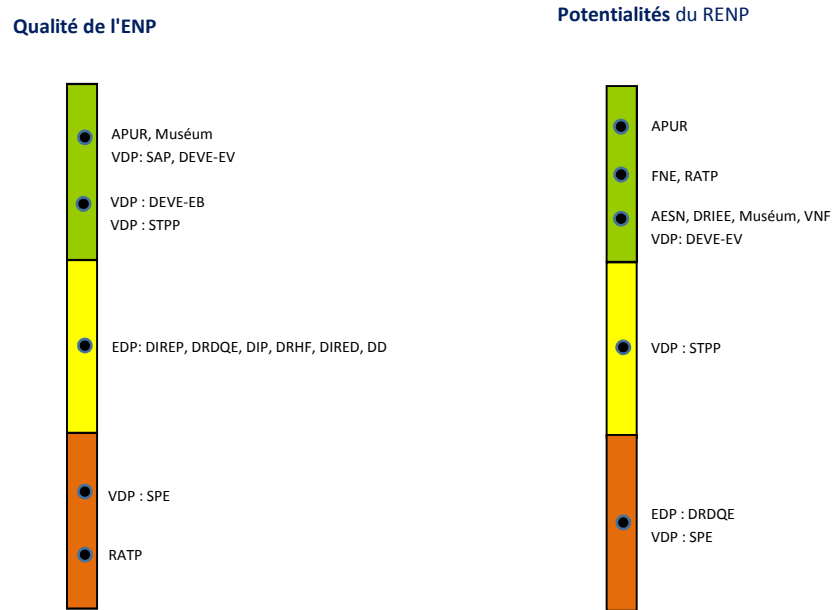 Qualité de l'ENP
APUR, Muséum
VDP: SAP, DEVE-EV
VDP : DEVE-EB
VDP : STPP
EDP: DIREP, DRDQE, DIP, DRHF, DIRED, DD
VDP : SPE
RATP
Potentialités du RENP
APUR
FNE, RATP
AESN, DRIEE, Muséum, VNF
VDP: DEVE-EV
VDP : STPP
EDP : DRDQE
VDP : SPE